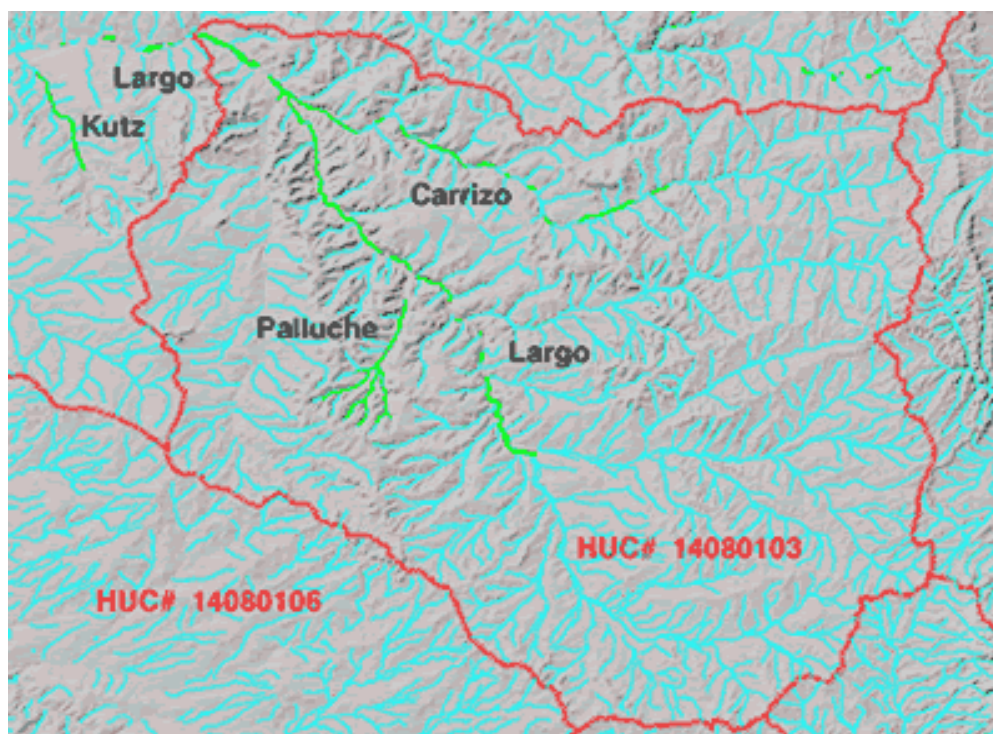 Largo
Kutz
Carrizo
Palluche
Largo
HUC# 14080103
HUC# 14080106